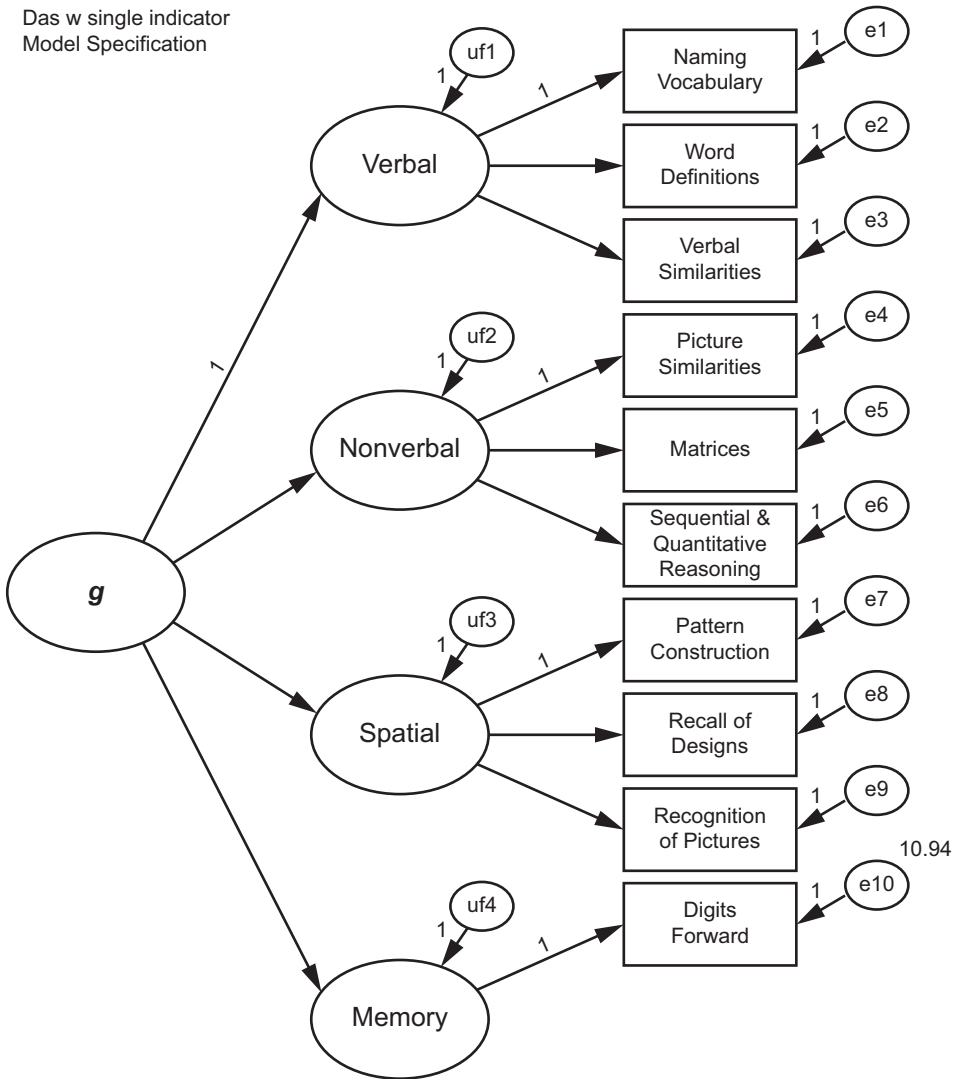 Das w single indicator
Model Specification
uf1
1
Verbal
1
Naming
Vocabulary
1
e1
Word
Definitions
1
e2
Verbal
Similarities
1
e3
1
uf2
1
Nonverbal
1
Picture
Similarities
1
e4
Matrices
1
e5
Sequential &
Quantitative
Reasoning
1
e6
g
uf3
1
Spatial
1
Pattern
Construction
1
e7
Recall of
Designs
1
e8
Recognition
of Pictures
1
e9
10.94
uf4
1
Memory
1
Digits
Forward
1
e10